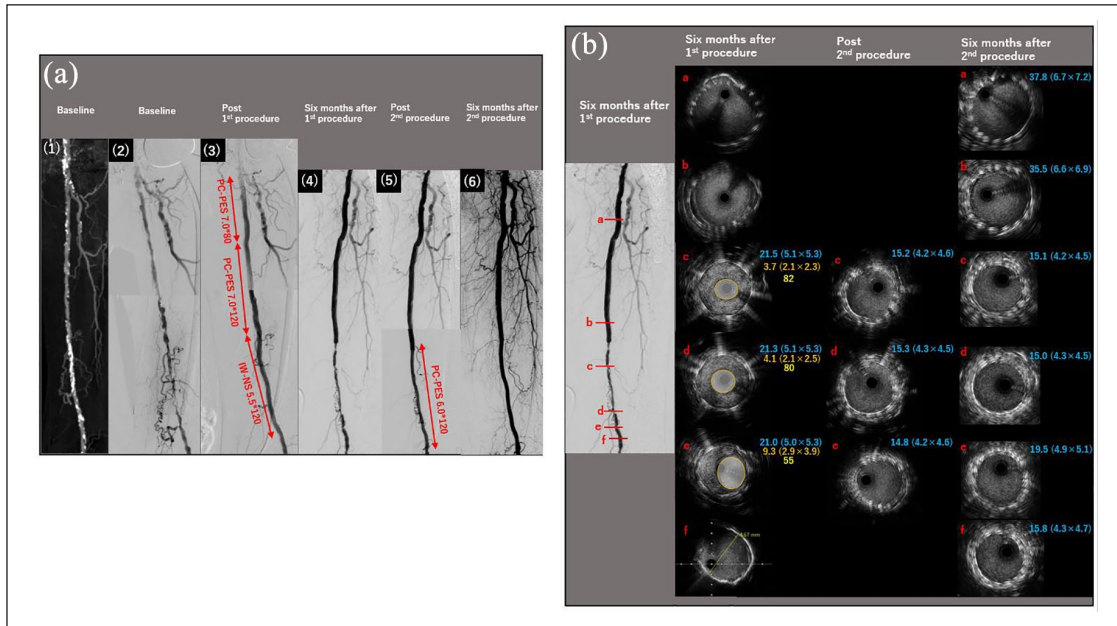 (a)
Baseline
Baseline
Post
1st procedure
Six months after
1st procedure
Post
2nd procedure
Six months after
2nd procedure
(1)
(2)
(3)
(4)
(5)
(6)
PC-PES 7.0*80
PC-PES 7.0*120
IW-NS 5.5*120
PC-PES 6.0*120
(b)
Six months after
1st procedure
Post
2nd procedure
Six months after
2nd procedure
Six months after
1st procedure
a
b
c
d
e
f
a
a
37.8 (6.7×7.2)
b
b
35.5 (6.6×6.9)
c
21.5 (5.1×5.3)
3.7 (2.1×2.3)
82
c
15.2 (4.2×4.6)
c
15.1 (4.2×4.5)
d
21.3 (5.1×5.3)
4.1 (2.1×2.5)
80
d
15.3 (4.3×4.5)
d
15.0 (4.3×4.5)
e
21.0 (5.0×5.3)
9.3 (2.9×3.9)
55
e
14.8 (4.2×4.6)
e
19.5 (4.9×5.1)
f
f
15.8 (4.3×4.7)